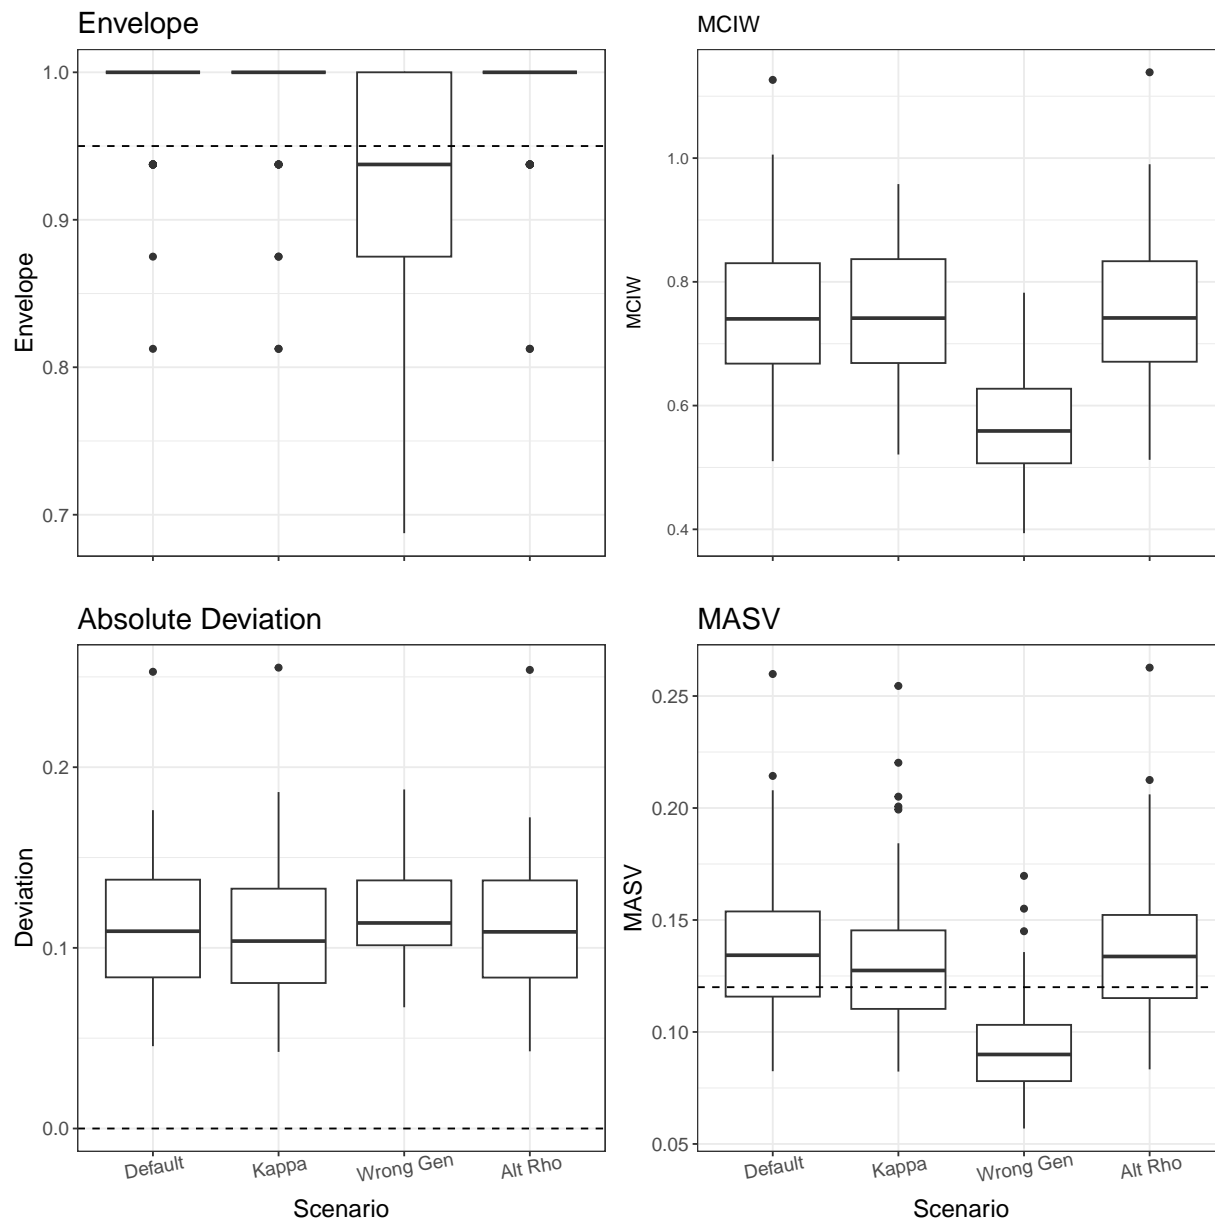 Envelope
Envelope
1.0
0.9
0.8
0.7
MCIW
MCIW
1.0
0.8
0.6
0.4
Absolute Deviation
Deviation
0.2
0.1
0.0
Default
Kappa
Wrong Gen
Alt Rho
Scenario
MASV
MASV
0.25
0.20
0.15
0.10
0.05
Default
Kappa
Wrong Gen
Alt Rho
Scenario